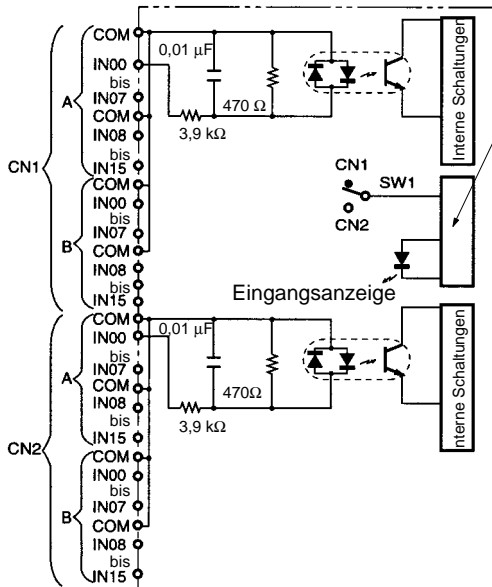 COM
0,01 µF
IN00
bis
A
IN07
COM
470 Ω
IN08
3,9 kΩ
bis
IN15
Interne Schaltungen
CN1
COM
IN00
bis
B
IN07
COM
IN08
bis
IN15
CN1
SW1
CN2
Eingangsanzeige
COM
0,01 µF
IN00
bis
A
IN07
COM
470Ω
IN08
3,9 kΩ
bis
IN15
nterne Schaltungen
CN2
COM
IN00
bis
B
IN07
COM
IN08
bis
IN15